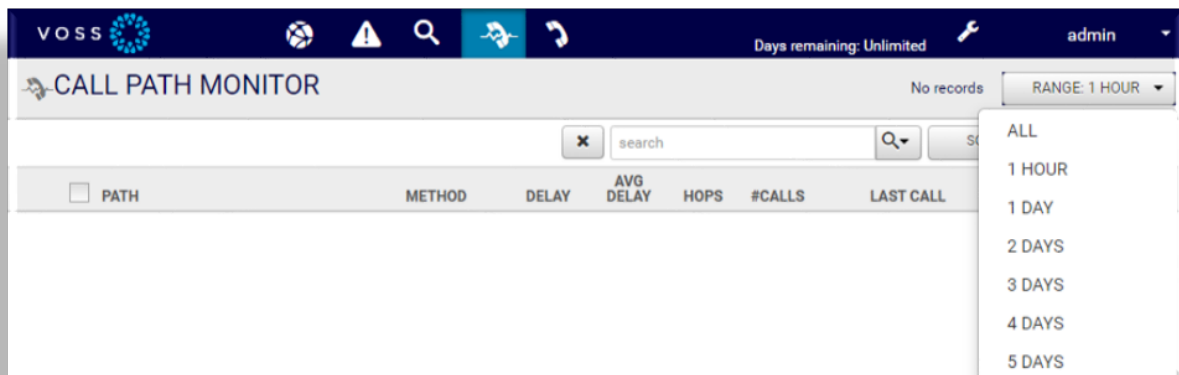 VOSS
Days remaining: Unlimited
admin
CALL PATH MONITOR
No records
RANGE: 1 HOUR
search
ALL
1 HOUR
1 DAY
2 DAYS
3 DAYS
4 DAYS
5 DAYS
PATH
METHOD
DELAY
AVG
DELAY
HOPS
#CALLS
LAST CALL